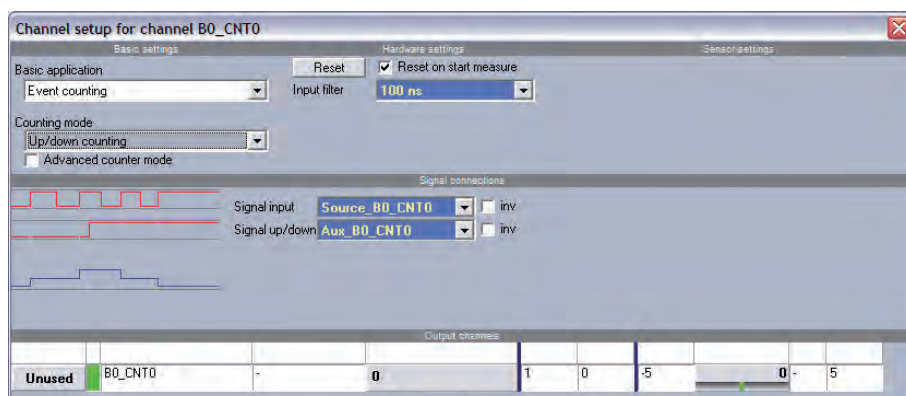 Channel setup for channel B0_CNT0
Basic settings
Hardware settings
Sensor settings
Basic application
Event counting
Reset
Reset on start measure
Input filter
100 ns
Counting mode
Up/down counting
Advanced counter mode
Signal connections
Signal input
Source_B0_CNT0
inv
Signal up/down
Aux_B0_CNT0
inv
Output channels
Unused B0_CNT0 - 0 1 0 -5 0 - 5